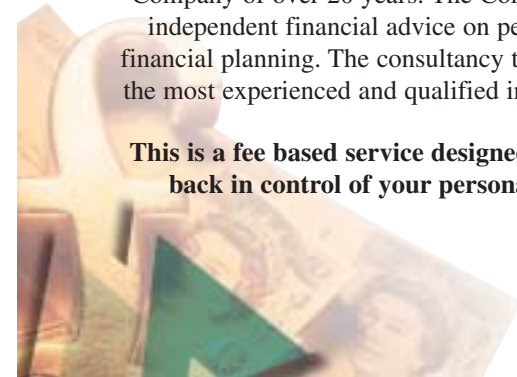 Company of over 20 years. The Con
independent financial advice on pe
financial planning. The consultancy t
the most experienced and qualified in
This is a fee based service designed
back in control of your persona